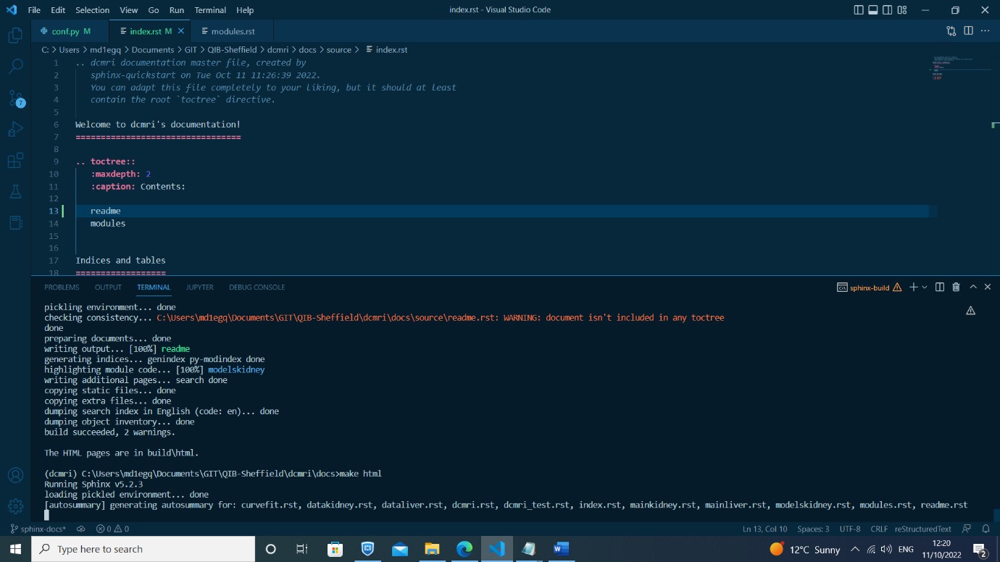 File Edit Selection View Go Run Terminal Help
index.rst - Visual Studio Code
conf.py M
index.rst M
modules.rst
C: > Users > md1egq > Documents > GIT > QIB-Sheffield > dcmri > docs > source > index.rst
1 .. dcmri documentation master file, created by
2 sphinx-quickstart on Tue Oct 11 11:26:39 2022.
3 You can adapt this file completely to your liking, but it should at least
4 contain the root `toctree` directive.
5
6 Welcome to dcmri's documentation!
7 =================================
8
9 .. toctree::
10 :maxdepth: 2
11 :caption: Contents:
12
13 readme
14 modules
15
16
17 Indices and tables
18 ==================
7
PROBLEMS OUTPUT TERMINAL JUPYTER DEBUG CONSOLE
sphinx-build
pickling environment... done
checking consistency... C:\Users\md1egq\Documents\GIT\QIB-Sheffield\dcmri\docs\source\readme.rst: WARNING: document isn't included in any toctree
done
preparing documents... done
writing output... [100%] readme
generating indices... genindex py-modindex done
highlighting module code... [100%] modelskidney
writing additional pages... search done
copying static files... done
copying extra files... done
dumping search index in English (code: en)... done
dumping object inventory... done
build succeeded, 2 warnings.
The HTML pages are in build\html.
(dcmri) C:\Users\md1egq\Documents\GIT\QIB-Sheffield\dcmri\docs>make html
Running Sphinx v5.2.3
loading pickled environment... done
[autosummary] generating autosummary for: curvefit.rst, datakidney.rst, dataliver.rst, dcmri.rst, dcmri_test.rst, index.rst, mainkidney.rst, mainliver.rst, modelskidney.rst, modules.rst, readme.rst
sphinx-docs* 0 0
Ln 13, Col 10 Spaces: 3 UTF-8 CRLF reStructuredText
Type here to search
12°C Sunny
ENG
12:20
11/10/2022
2